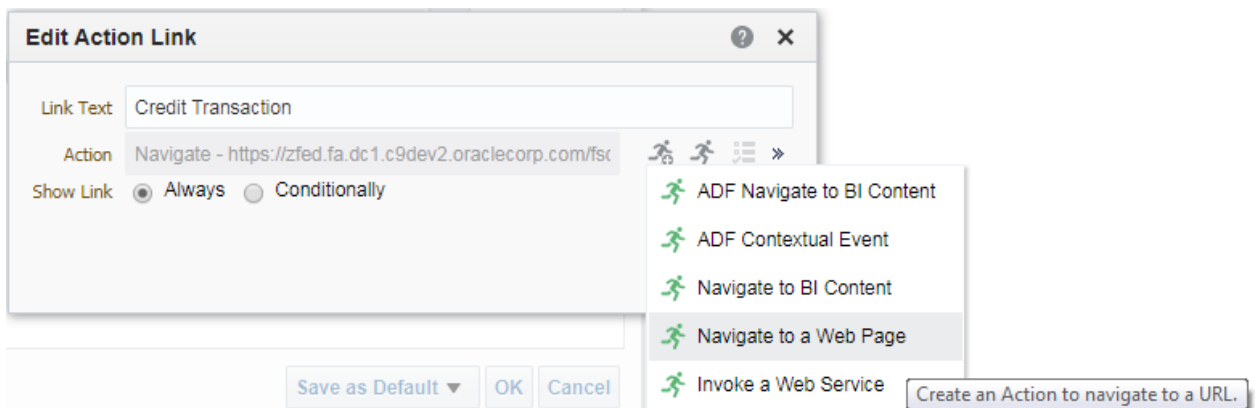 Edit Action Link
Link Text Credit Transaction
Action Navigate - https://zfed.fa.dc1.c9dev2.oraclecorp.com/fsc
Show Link Always Conditionally
ADF Navigate to BI Content
ADF Contextual Event
Navigate to BI Content
Navigate to a Web Page
Invoke a Web Service
Create an Action to navigate to a URL.
Save as Default OK Cancel